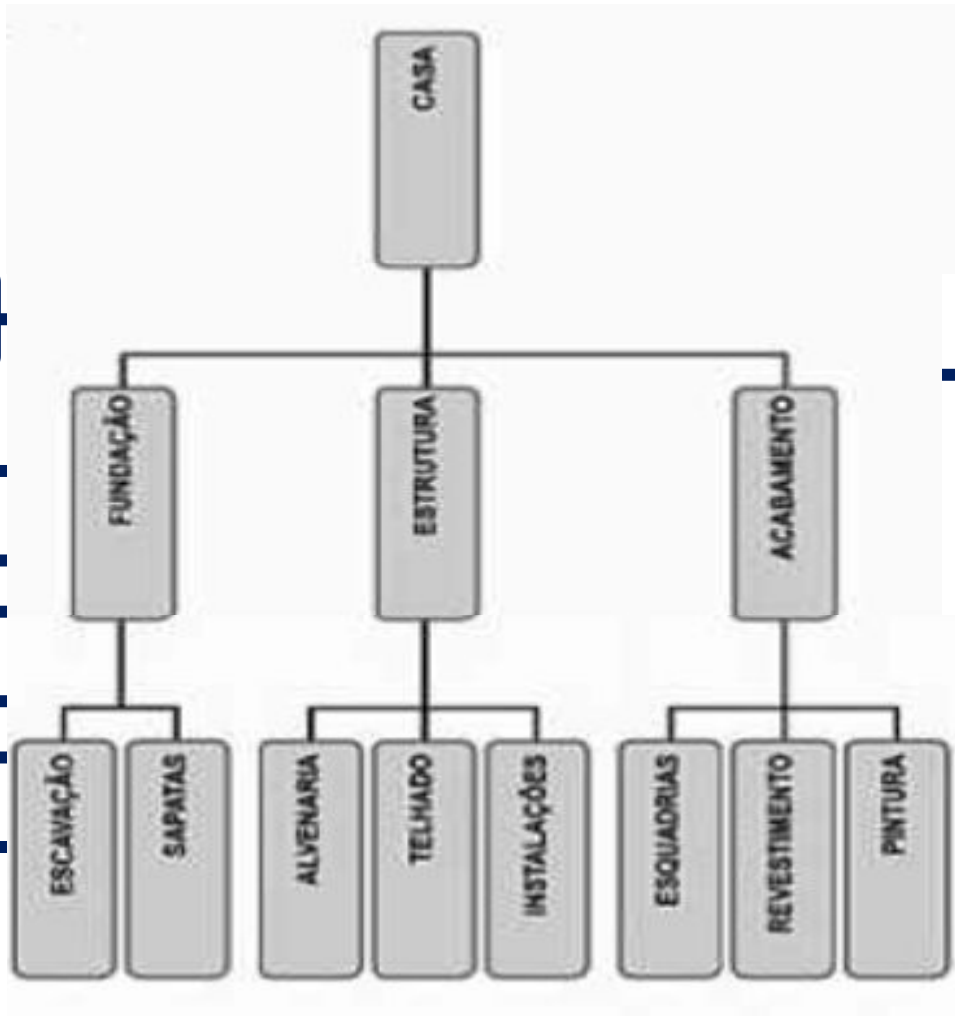 CASA
FUNDAÇÃO
ESTRUTURA
ACABAMENTO
ESCAVAÇÃO
SAPATAS
ALVENARIA
TELHADO
INSTALAÇÕES
ESQUADRIAS
REVESTIMENTO
PINTURA